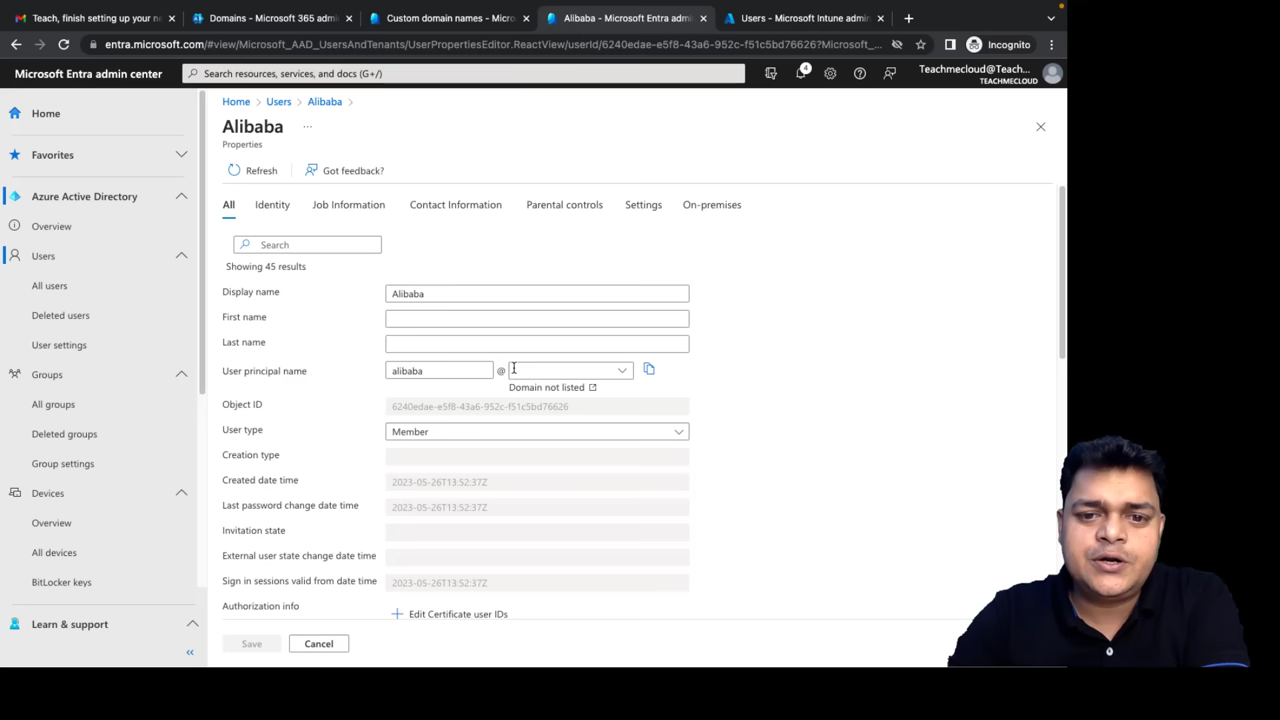 Teach, finish setting up your ne
Domains - Microsoft 365 admi
Custom domain names - Micro
Alibaba - Microsoft Entra admin
Users - Microsoft Intune admin
entra.microsoft.com/#view/Microsoft_AAD_UsersAndTenants/UserPropertiesEditor.ReactView/userId/6240edae-e5f8-43a6-952c-f51c5bd76626?Microsoft_...
Incognito
Microsoft Entra admin center
Search resources, services, and docs (G+/)
4
Teachmecloud@Teach...
TEACHMECLOUD
Home
Favorites
Azure Active Directory
Overview
Users
All users
Deleted users
User settings
Groups
All groups
Deleted groups
Group settings
Devices
Overview
All devices
BitLocker keys
Learn & support
Home > Users > Alibaba >
Alibaba ...
Properties
Refresh
Got feedback?
All
Identity
Job Information
Contact Information
Parental controls
Settings
On-premises
Search
Showing 45 results
Display name
Alibaba
First name
Last name
User principal name
alibaba
@
Domain not listed
Object ID
6240edae-e5f8-43a6-952c-f51c5bd76626
User type
Member
Creation type
Created date time
2023-05-26T13:52:37Z
Last password change date time
2023-05-26T13:52:37Z
Invitation state
External user state change date time
Sign in sessions valid from date time
2023-05-26T13:52:37Z
Authorization info
Edit Certificate user IDs
Save
Cancel